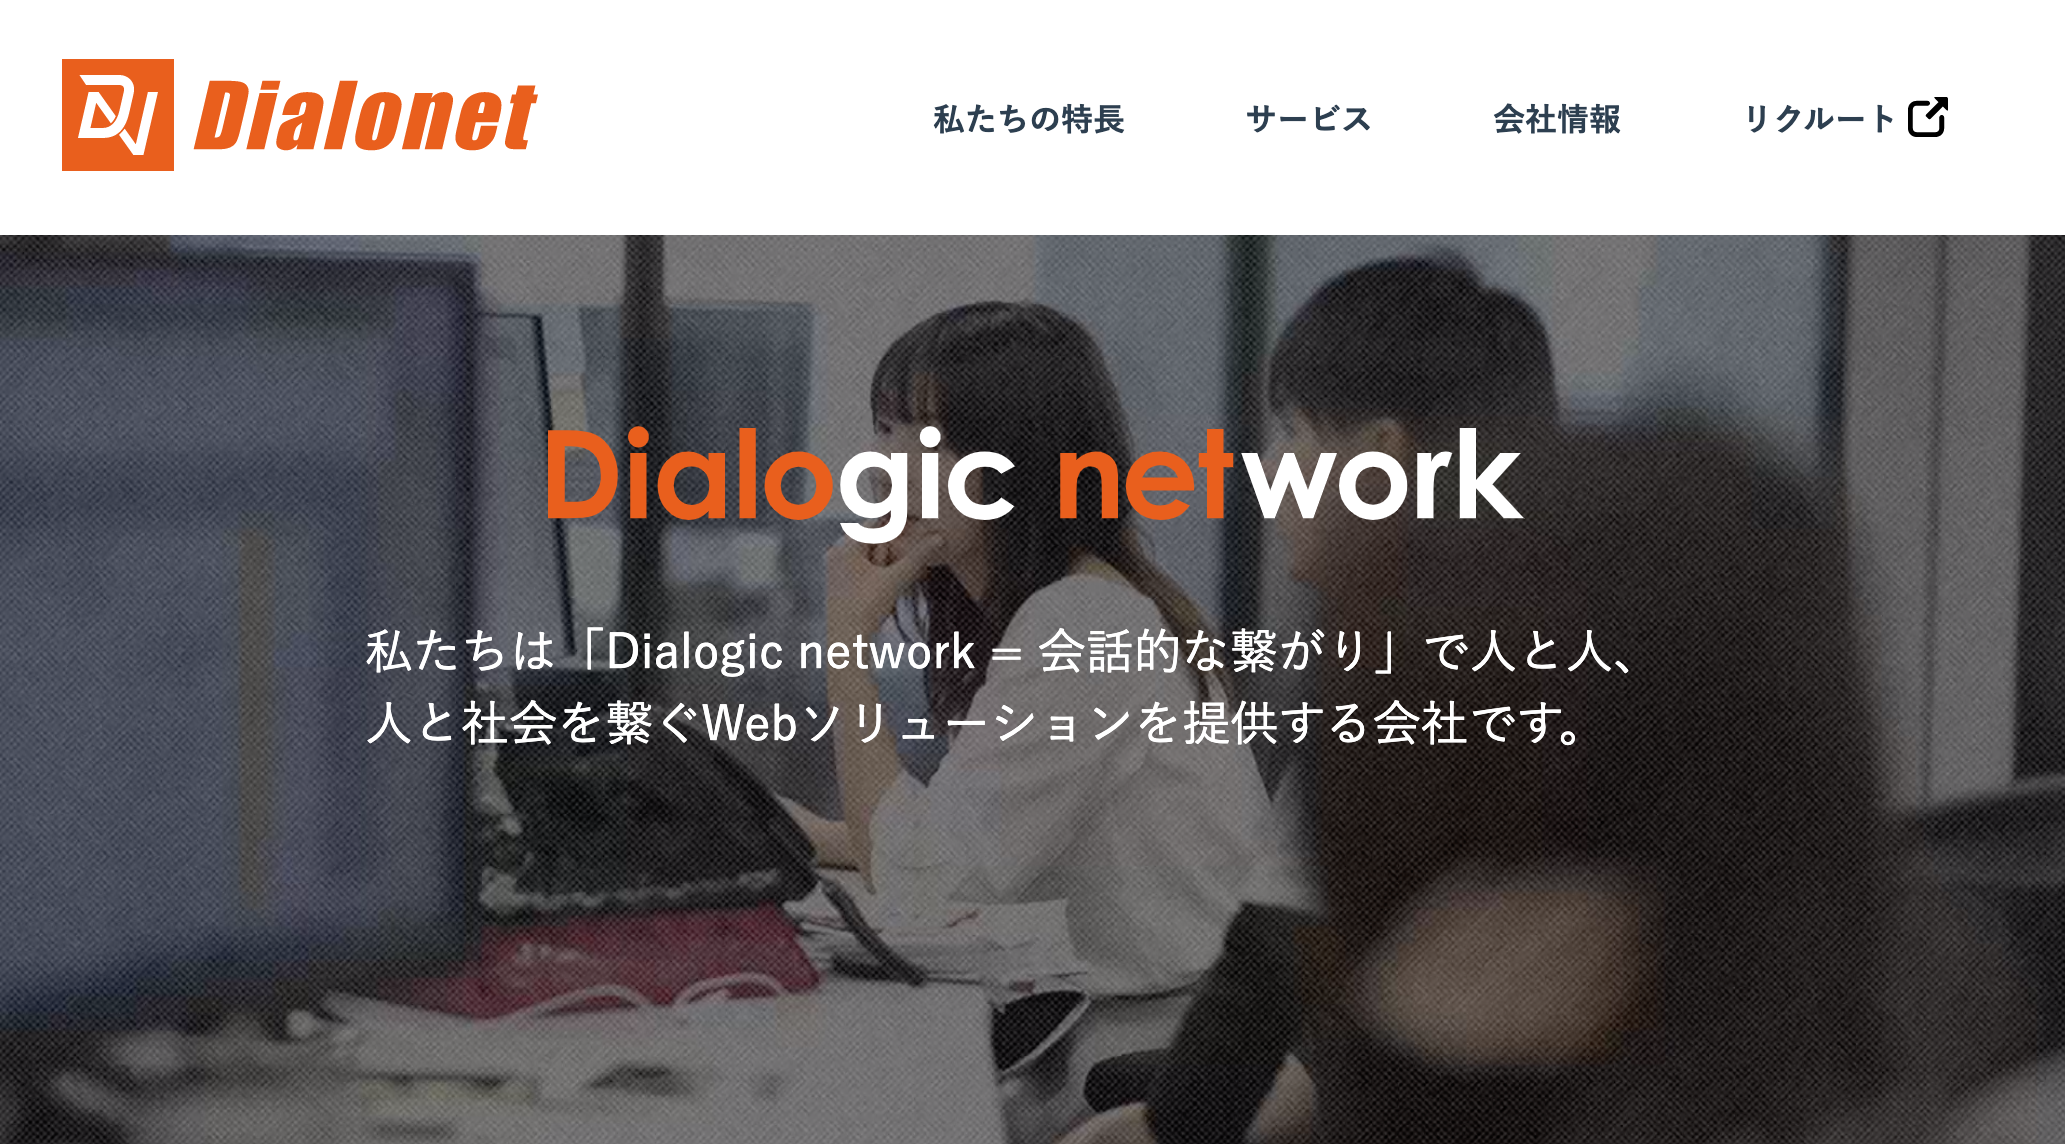 Dialonet
私たちの特長 サービス 会社情報 リクルート
Dialogic network
私たちは「Dialogic network = 会話的な繋がり」で人と人、
人と社会を繋ぐWebソリューションを提供する会社です。